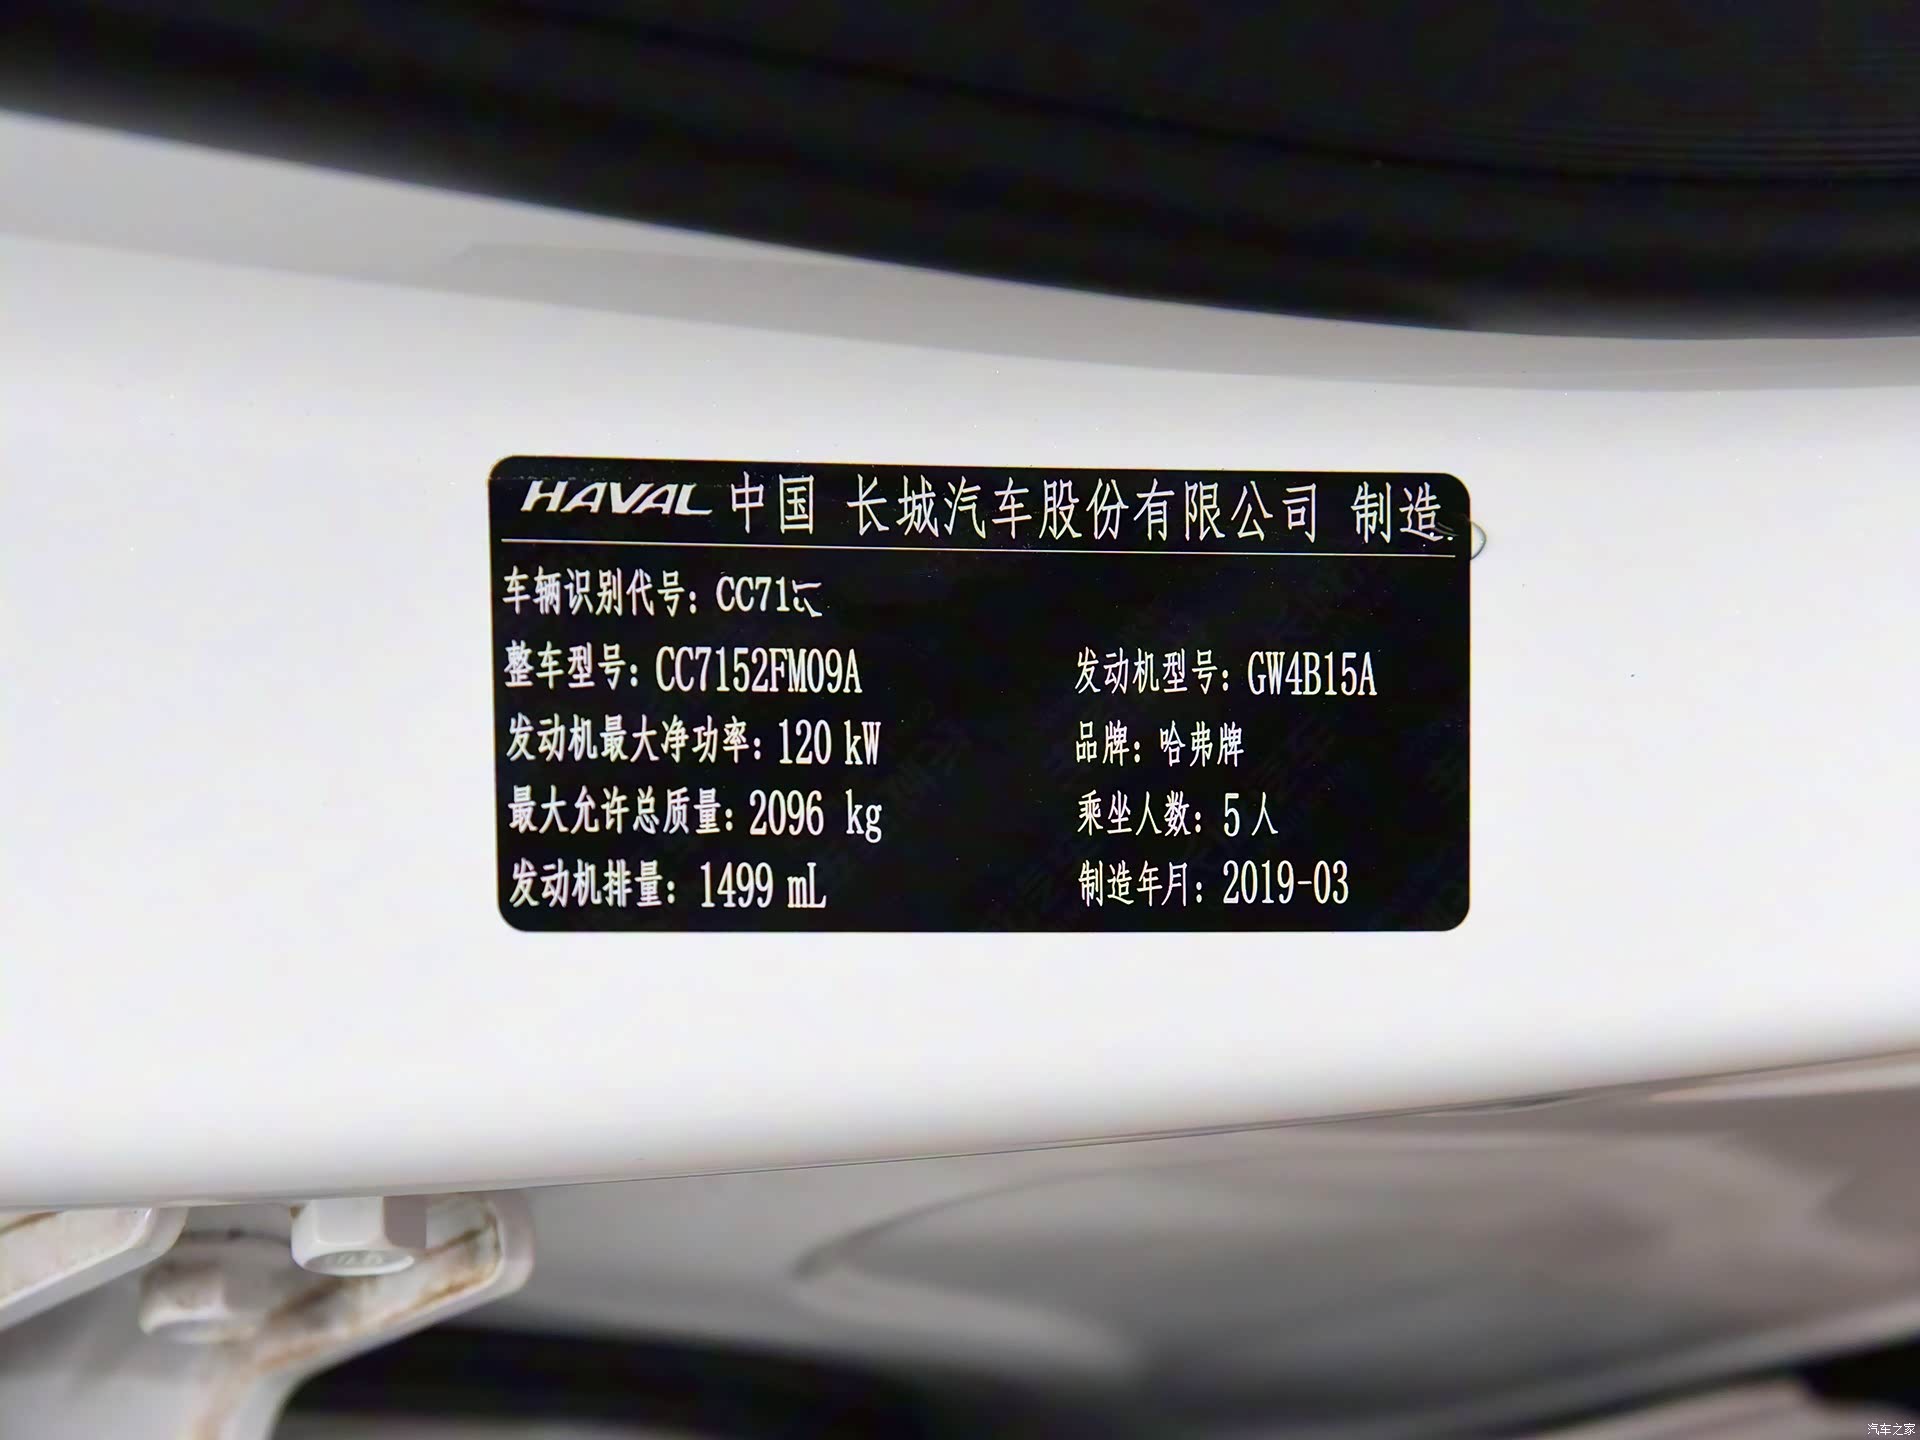 HAVAL 中国 长城汽车股份有限公司 制造
车辆识别代号：CC71
整车型号：CC7152FM09A
发动机型号：GW4B15A
发动机最大净功率：120 kW
品牌：哈弗牌
最大允许总质量：2096 kg
乘坐人数：5 人
发动机排量：1499 mL
制造年月：2019-03
汽车之家